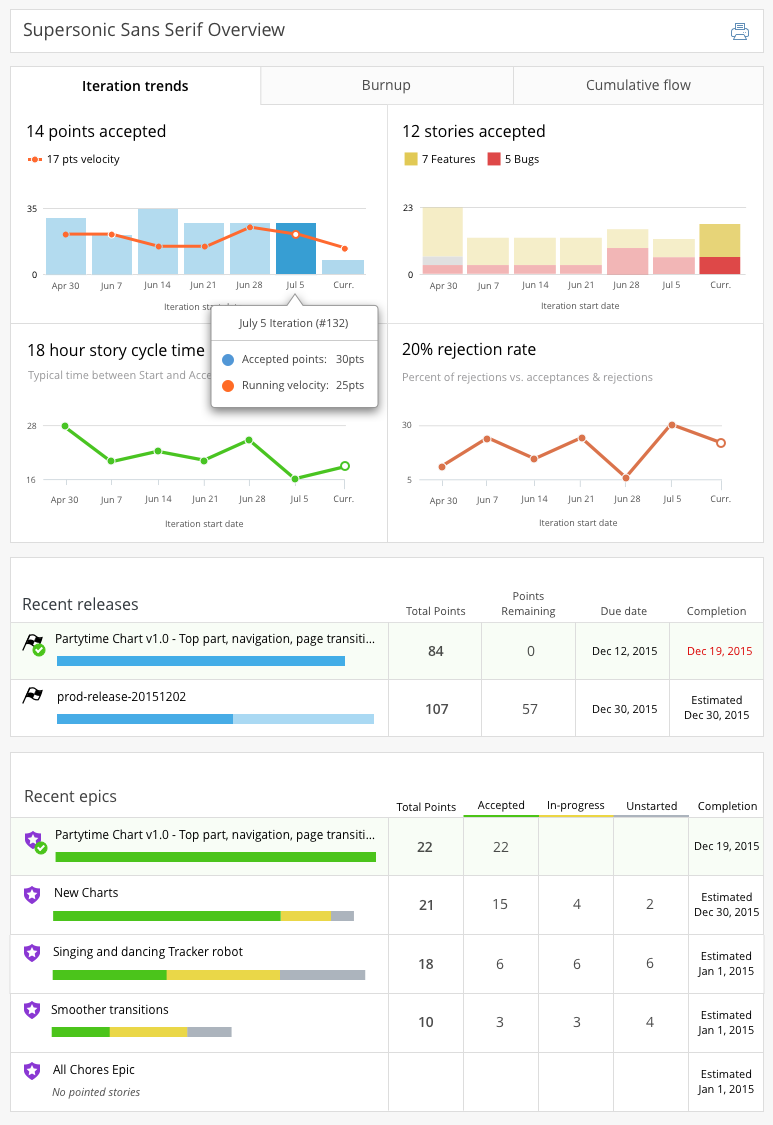 Supersonic Sans Serif Overview
Iteration trends
Burnup
Cumulative flow
14 points accepted
17 pts velocity
35
0
Apr 30 Jun 7 Jun 14 Jun 21 Jun 28 Jul 5 Curr.
Iteration start
12 stories accepted
7 Features 5 Bugs
23
0
Apr 30 Jun 7 Jun 14 Jun 21 Jun 28 Jul 5 Curr.
Iteration start date
July 5 Iteration (#132)
Accepted points: 30pts
Running velocity: 25pts
18 hour story cycle time
Typical time between Start and Acce
28
16
Apr 30 Jun 7 Jun 14 Jun 21 Jun 28 Jul 5 Curr.
Iteration start date
20% rejection rate
Percent of rejections vs. acceptances & rejections
30
5
Apr 30 Jun 7 Jun 14 Jun 21 Jun 28 Jul 5 Curr.
Iteration start date
Recent releases
Total Points
Points
Remaining
Due date
Completion
Partytime Chart v1.0 - Top part, navigation, page transiti...
84
0
Dec 12, 2015
Dec 19, 2015
prod-release-20151202
107
57
Dec 30, 2015
Estimated
Dec 30, 2015
Recent epics
Total Points
Accepted
In-progress
Unstarted
Completion
Partytime Chart v1.0 - Top part, navigation, page transiti...
22
22
Dec 19, 2015
New Charts
21
15
4
2
Estimated
Dec 30, 2015
Singing and dancing Tracker robot
18
6
6
6
Estimated
Jan 1, 2015
Smoother transitions
10
3
3
4
Estimated
Jan 1, 2015
All Chores Epic
No pointed stories
Estimated
Jan 1, 2015